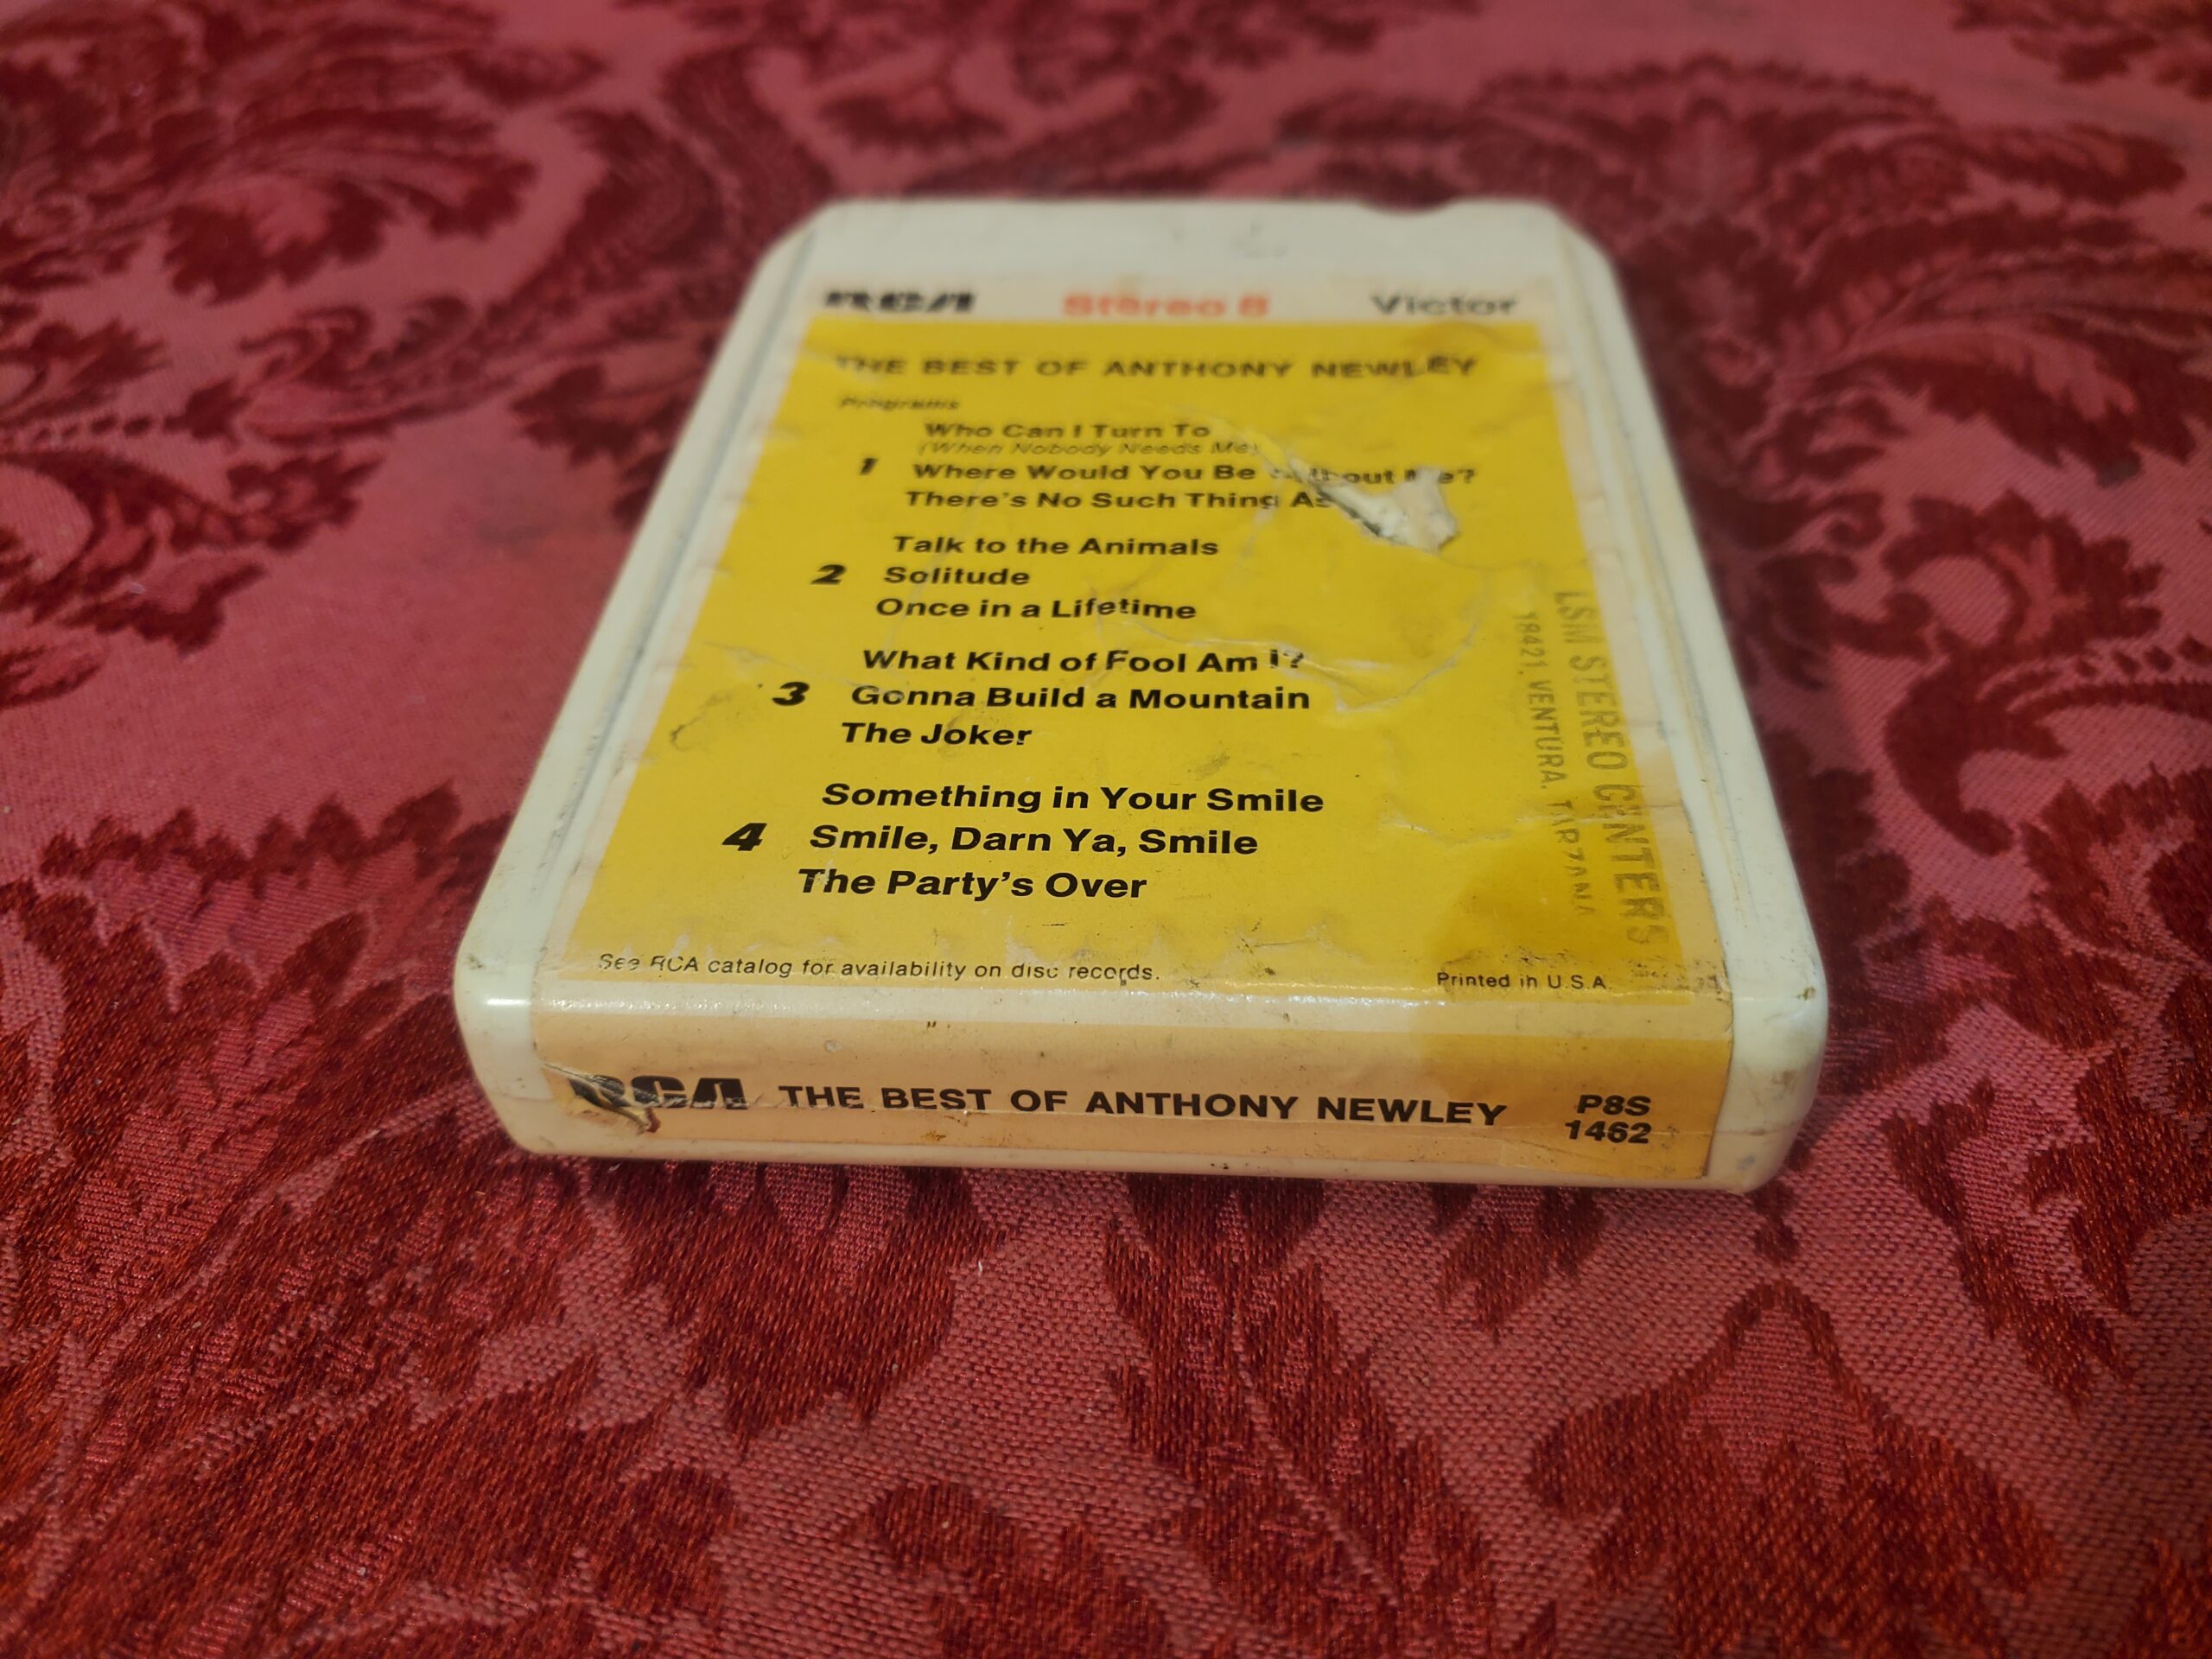 RCA Stereo 8 Victor
THE BEST OF ANTHONY NEWLEY
Programs
Who Can I Turn To
(When Nobody Needs Me)
1 Where Would You Be Without Me?
There's No Such Thing As
Talk to the Animals
2 Solitude
Once in a Lifetime
What Kind of Fool Am I?
3 Gonna Build a Mountain
The Joker
Something in Your Smile
4 Smile, Darn Ya, Smile
The Party's Over
LSM STEREO CENTERS
18421, VENTURA. TARZANA
See RCA catalog for availability on disc records.
Printed in U.S.A.
RCA THE BEST OF ANTHONY NEWLEY P8S
1462